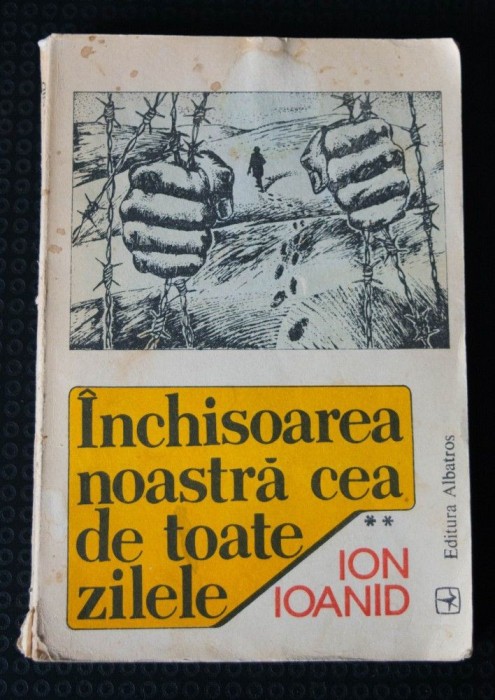 Închisoarea
noastră cea
de toate
zilele
**
ION
IOANID
Editura Albatros